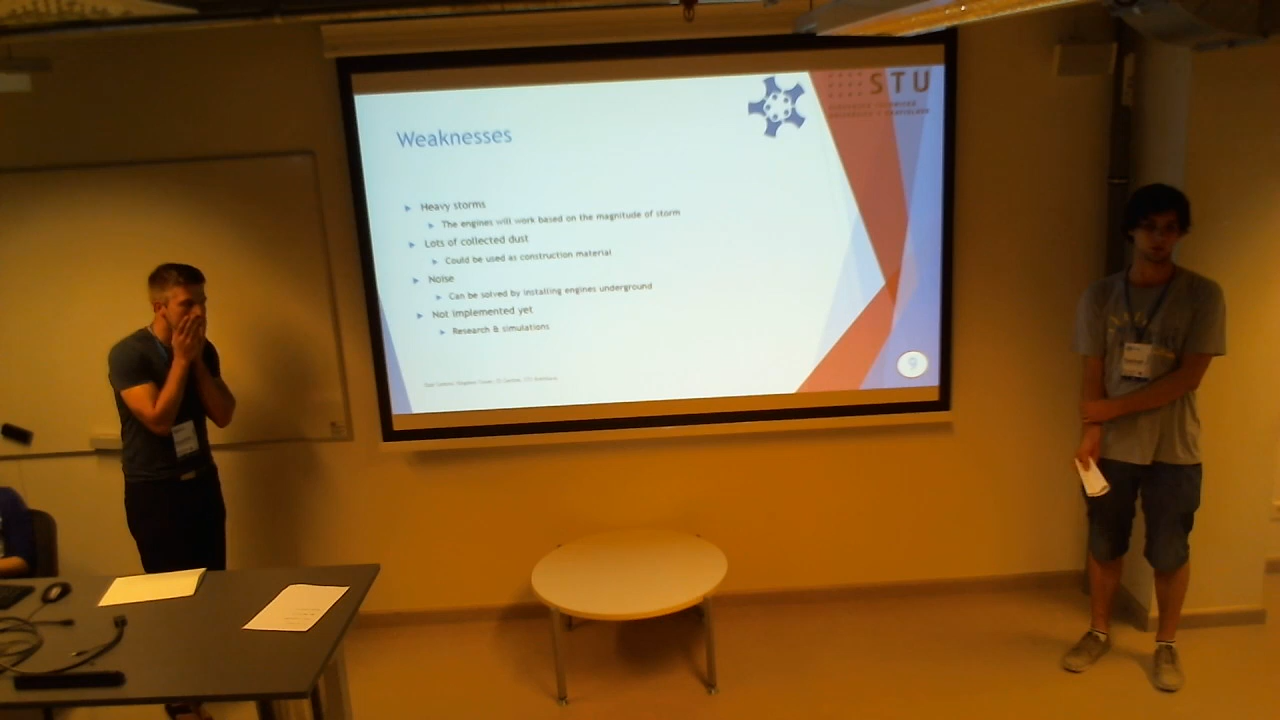 STU
Weaknesses
Heavy storms
The engines will work based on the magnitude of storm
Lots of collected dust
Could be used as construction material
Noise
Can be solved by installing engines underground
Not implemented yet
Research & simulations
9